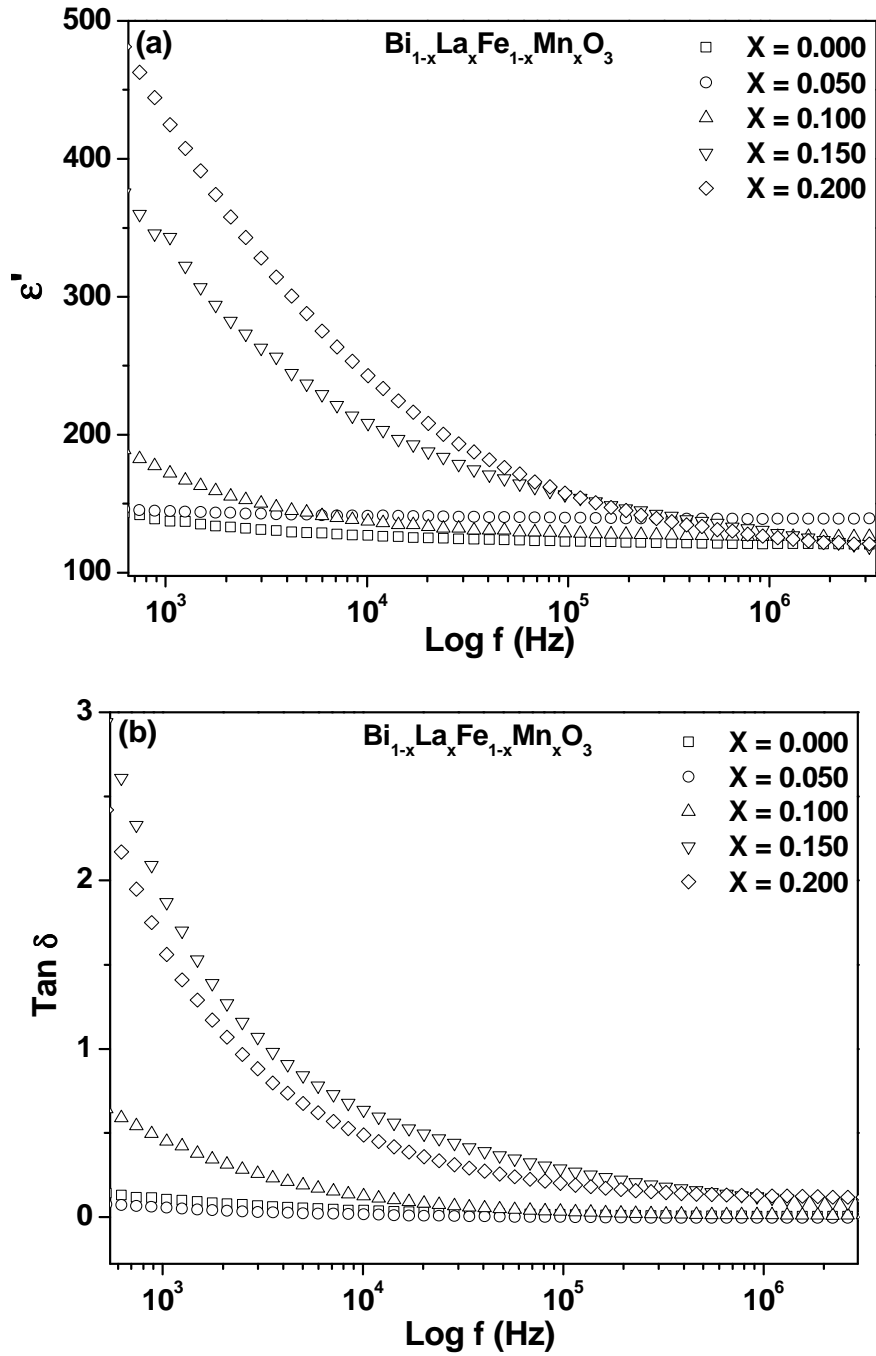 (a) Bi₁₋ₓLaₓFe₁₋ₓMnₓO₃
X = 0.000
X = 0.050
X = 0.100
X = 0.150
X = 0.200
500
400
300
200
100
ε'
10³ 10⁴ 10⁵ 10⁶
Log f (Hz)
(b) Bi₁₋ₓLaₓFe₁₋ₓMnₓO₃
X = 0.000
X = 0.050
X = 0.100
X = 0.150
X = 0.200
3
2
1
0
Tan δ
10³ 10⁴ 10⁵ 10⁶
Log f (Hz)